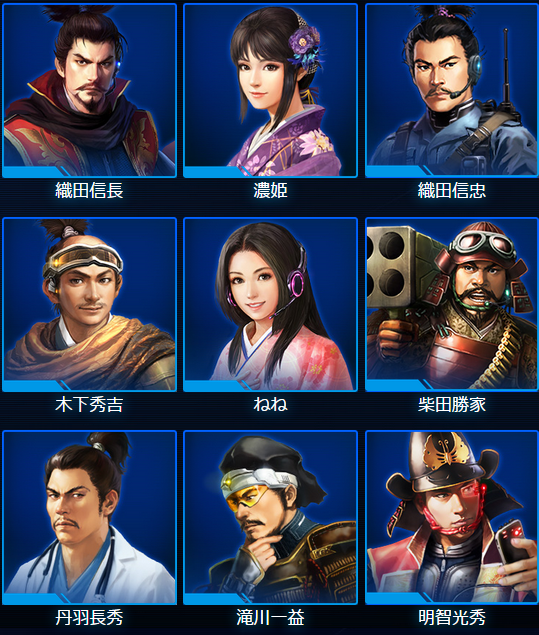 織田信長
濃姫
織田信忠
木下秀吉
ねね
柴田勝家
丹羽長秀
滝川一益
明智光秀